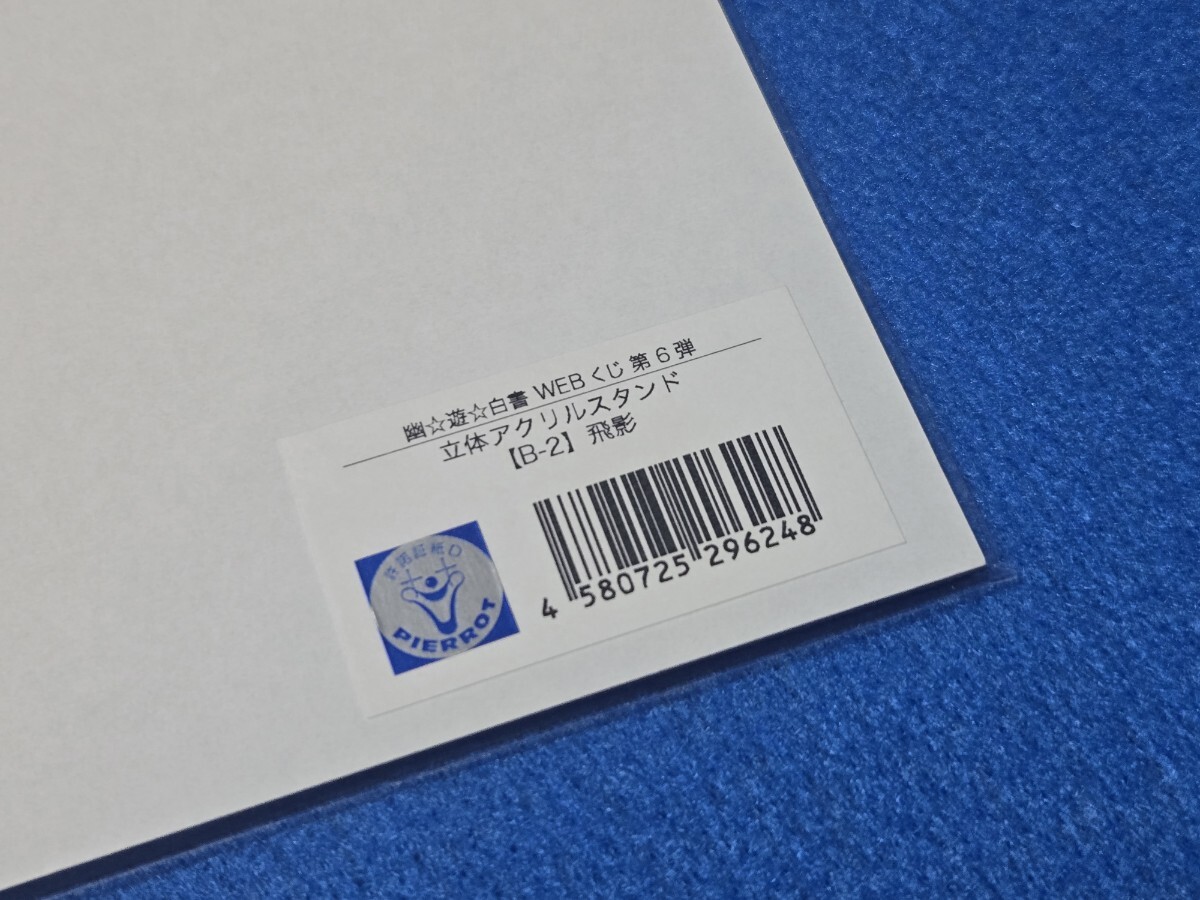 幽☆遊☆白書 WEBくじ 第6弾
立体アクリルスタンド
【B-2】飛影
許諾証紙D
PIERROT
4 580725 296248